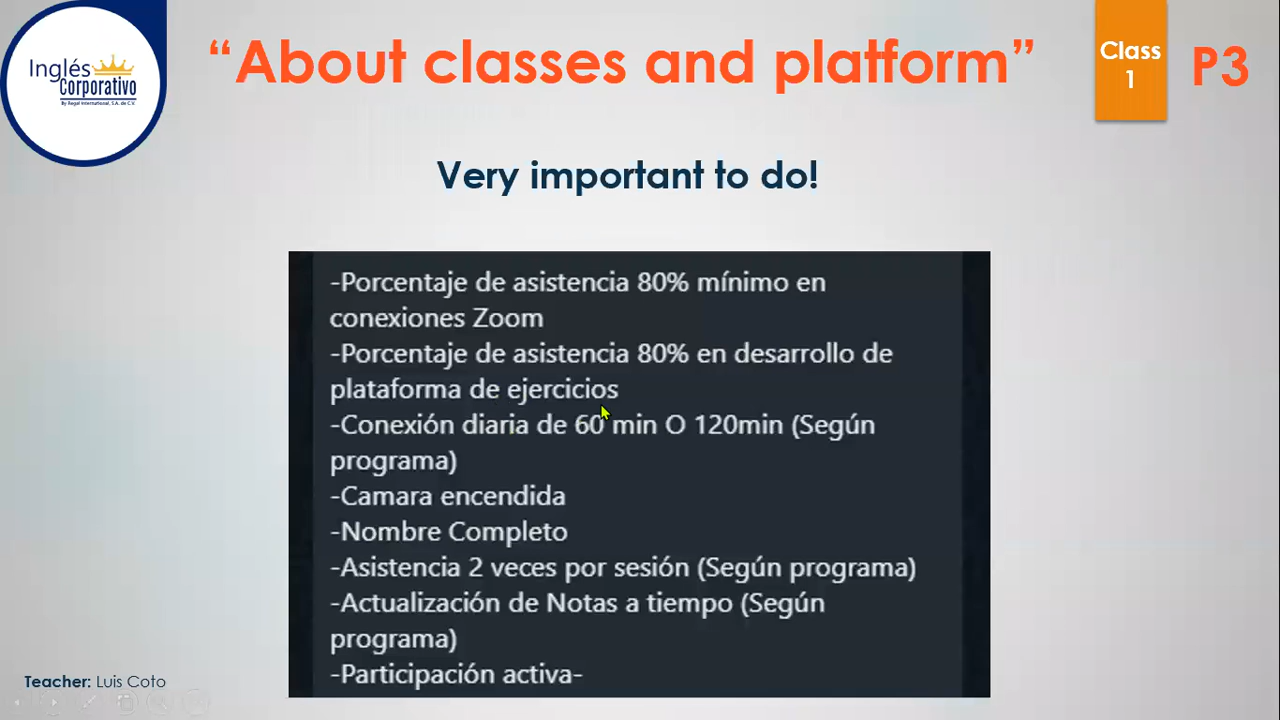 Inglés
Corporativo
By Regal International, S.A. de C.V.
“About classes and platform”
Class
1
P3
Very important to do!
-Porcentaje de asistencia 80% mínimo en
conexiones Zoom
-Porcentaje de asistencia 80% en desarrollo de
plataforma de ejercicios
-Conexión diaria de 60 min O 120min (Según
programa)
-Camara encendida
-Nombre Completo
-Asistencia 2 veces por sesión (Según programa)
-Actualización de Notas a tiempo (Según
programa)
-Participación activa-
Teacher: Luis Coto